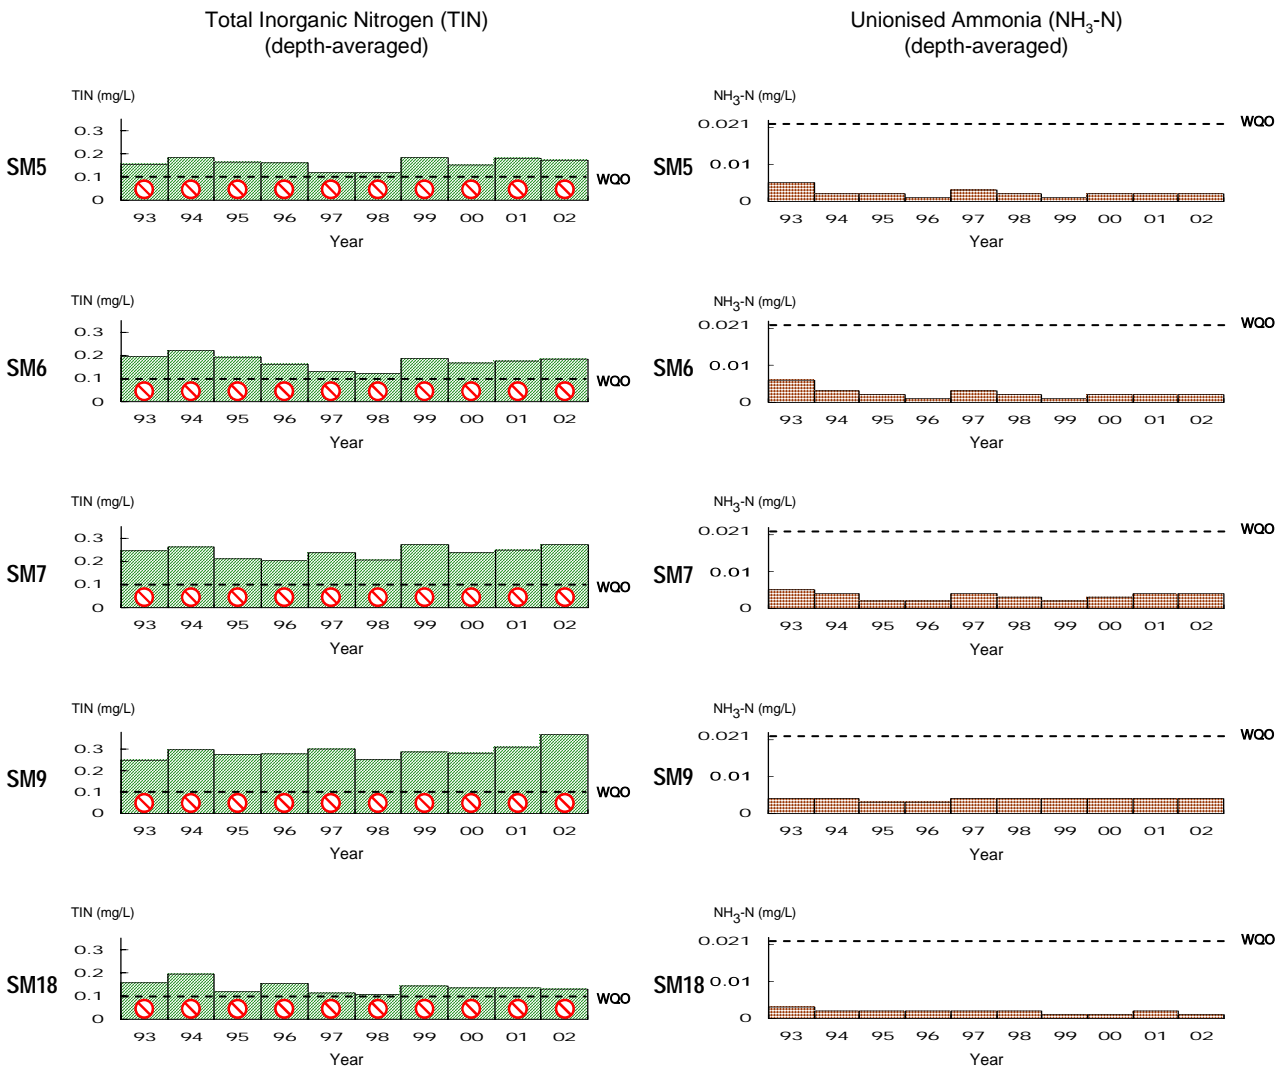 Total Inorganic Nitrogen (TIN)
(depth-averaged)
Unionised Ammonia (NH3-N)
(depth-averaged)
TIN (mg/L)
0.3
0.2
SM5
0.1
WQO
0
93 94 95 96 97 98 99 00 01 02
Year
NH3-N (mg/L)
0.021
WQO
SM5
0.01
0
93 94 95 96 97 98 99 00 01 02
Year
TIN (mg/L)
0.3
0.2
SM6
0.1
WQO
0
93 94 95 96 97 98 99 00 01 02
Year
NH3-N (mg/L)
0.021
WQO
SM6
0.01
0
93 94 95 96 97 98 99 00 01 02
Year
TIN (mg/L)
0.3
0.2
SM7
0.1
WQO
0
93 94 95 96 97 98 99 00 01 02
Year
NH3-N (mg/L)
0.021
WQO
SM7
0.01
0
93 94 95 96 97 98 99 00 01 02
Year
TIN (mg/L)
0.3
0.2
SM9
0.1
WQO
0
93 94 95 96 97 98 99 00 01 02
Year
NH3-N (mg/L)
0.021
WQO
SM9
0.01
0
93 94 95 96 97 98 99 00 01 02
Year
TIN (mg/L)
0.3
0.2
SM18
0.1
WQO
0
93 94 95 96 97 98 99 00 01 02
Year
NH3-N (mg/L)
0.021
WQO
SM18
0.01
0
93 94 95 96 97 98 99 00 01 02
Year